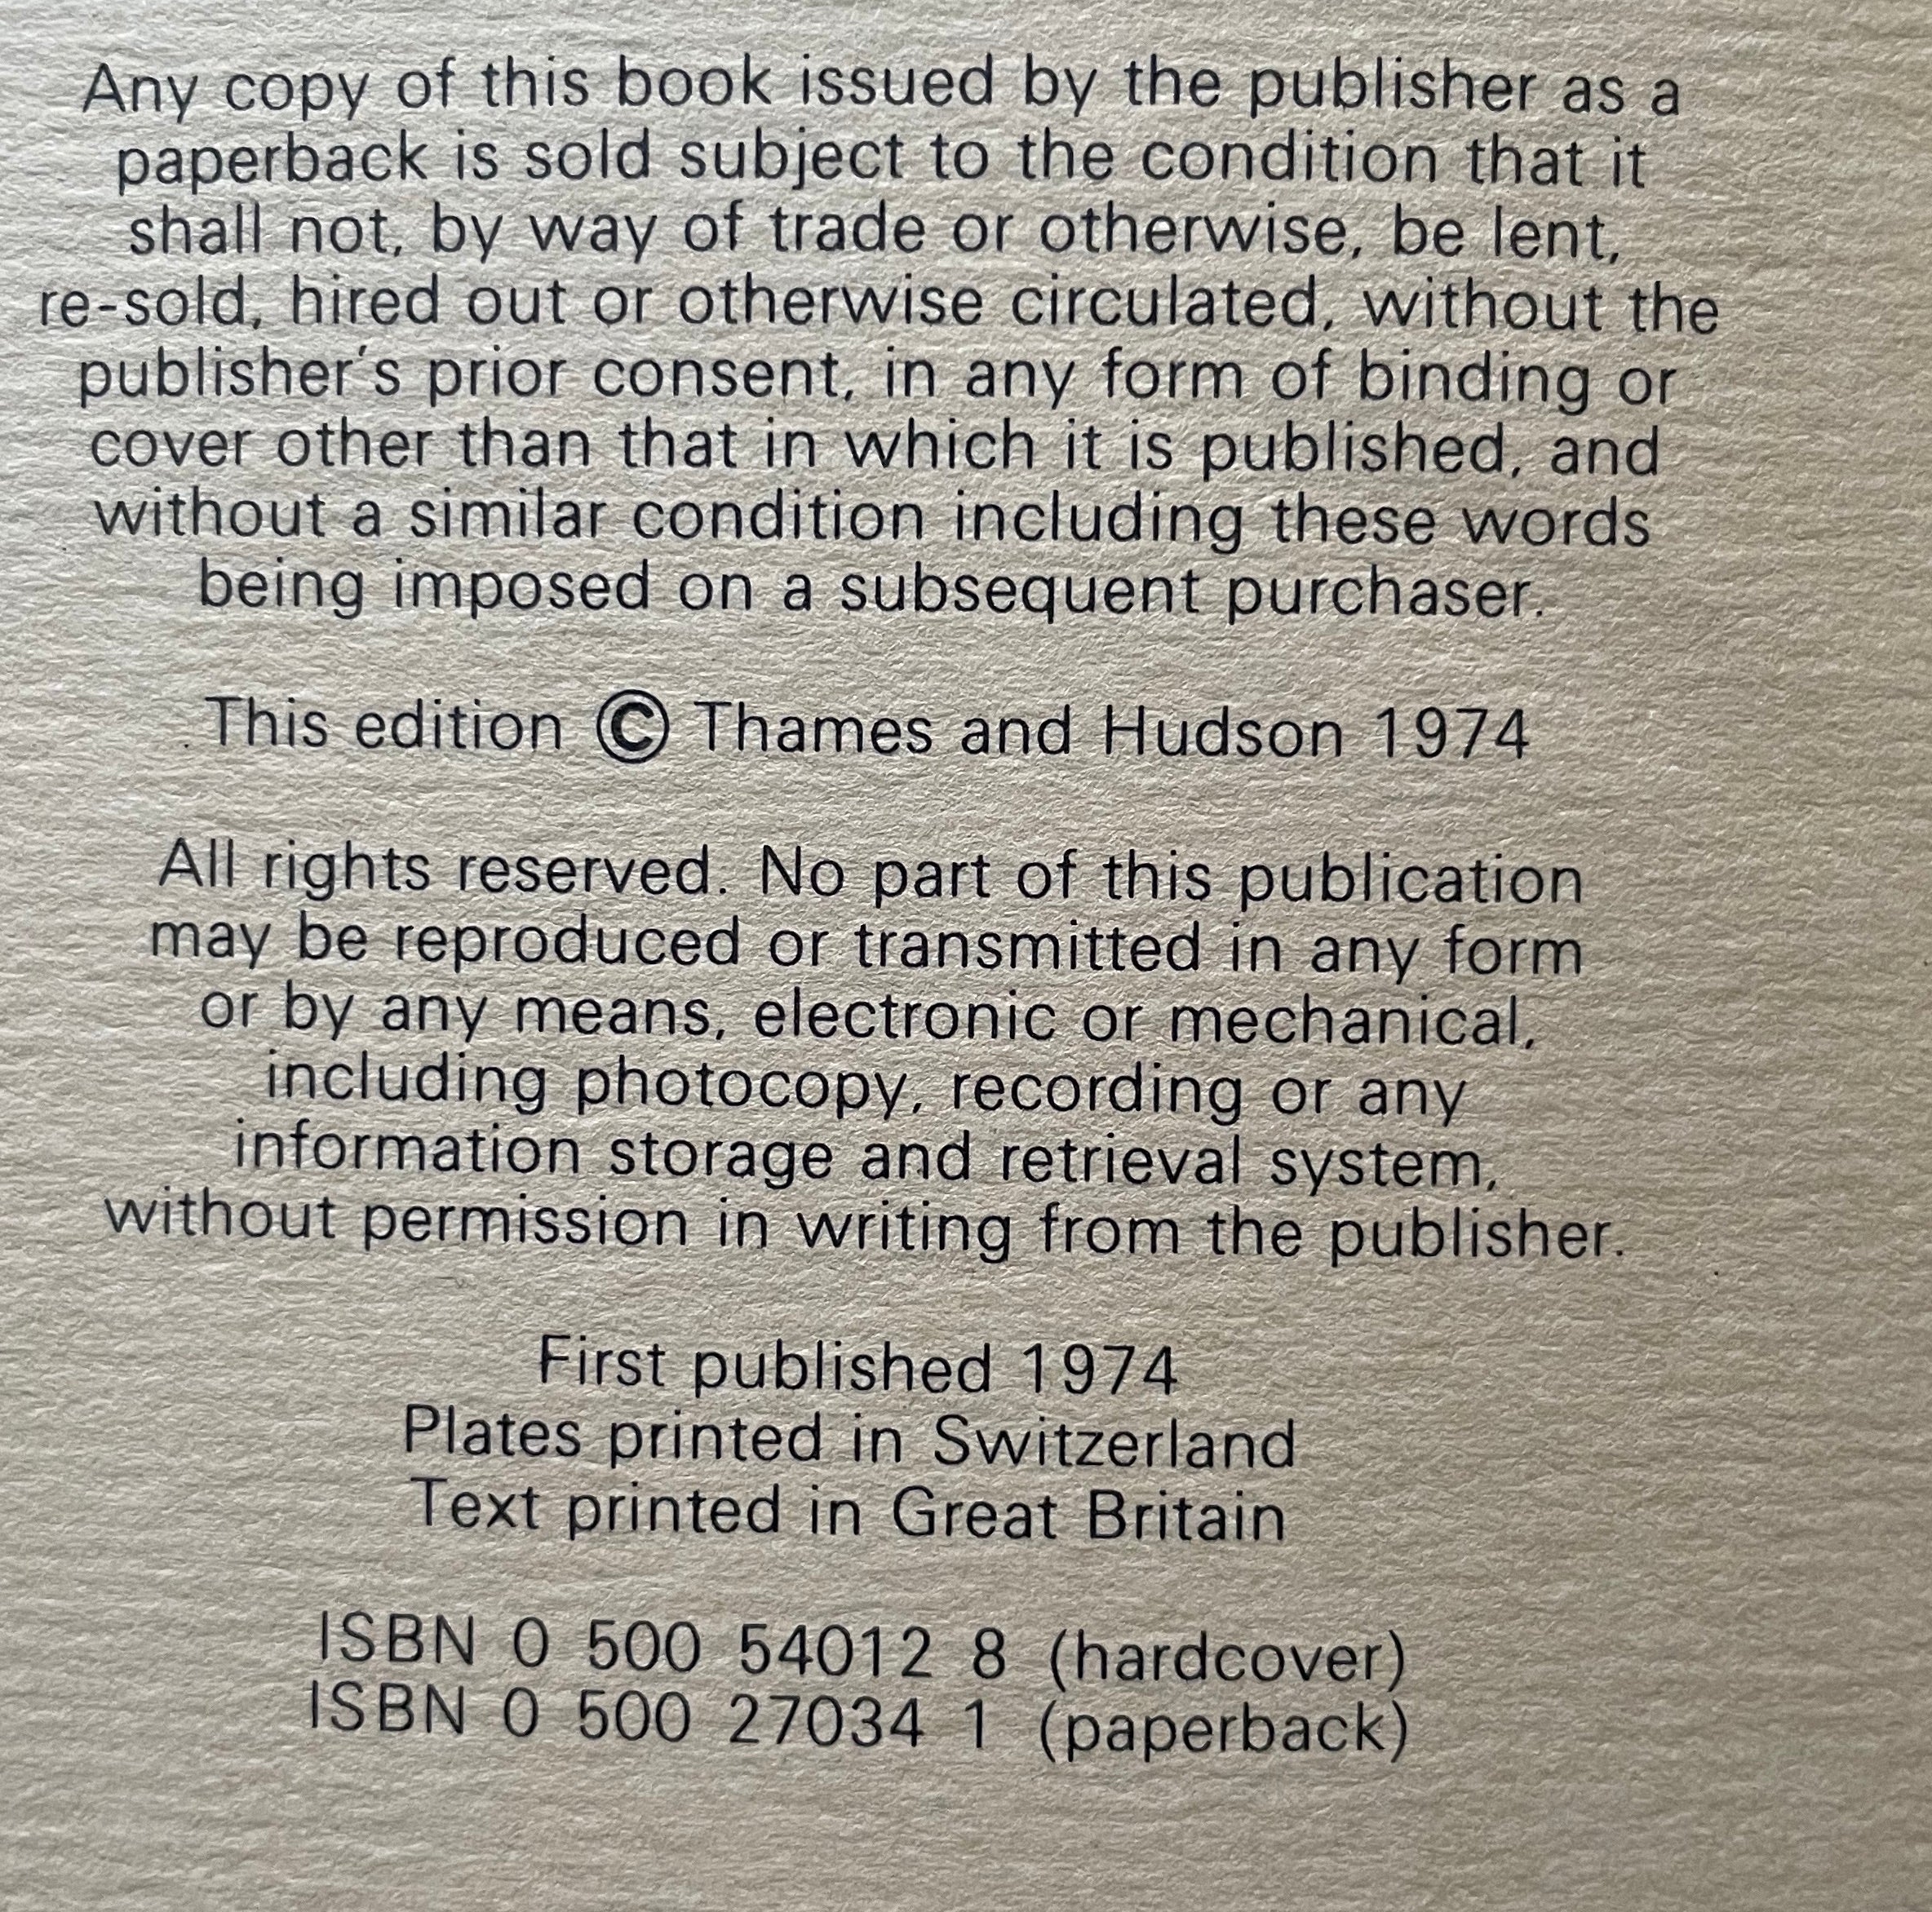 Any copy of this book issued by the publisher as a
paperback is sold subject to the condition that it
shall not, by way of trade or otherwise, be lent,
re-sold, hired out or otherwise circulated, without the
publisher's prior consent, in any form of binding or
cover other than that in which it is published, and
without a similar condition including these words
being imposed on a subsequent purchaser.
This edition © Thames and Hudson 1974
All rights reserved. No part of this publication
may be reproduced or transmitted in any form
or by any means, electronic or mechanical,
including photocopy, recording or any
information storage and retrieval system,
without permission in writing from the publisher.
First published 1974
Plates printed in Switzerland
Text printed in Great Britain
ISBN 0 500 54012 8 (hardcover)
ISBN 0 500 27034 1 (paperback)